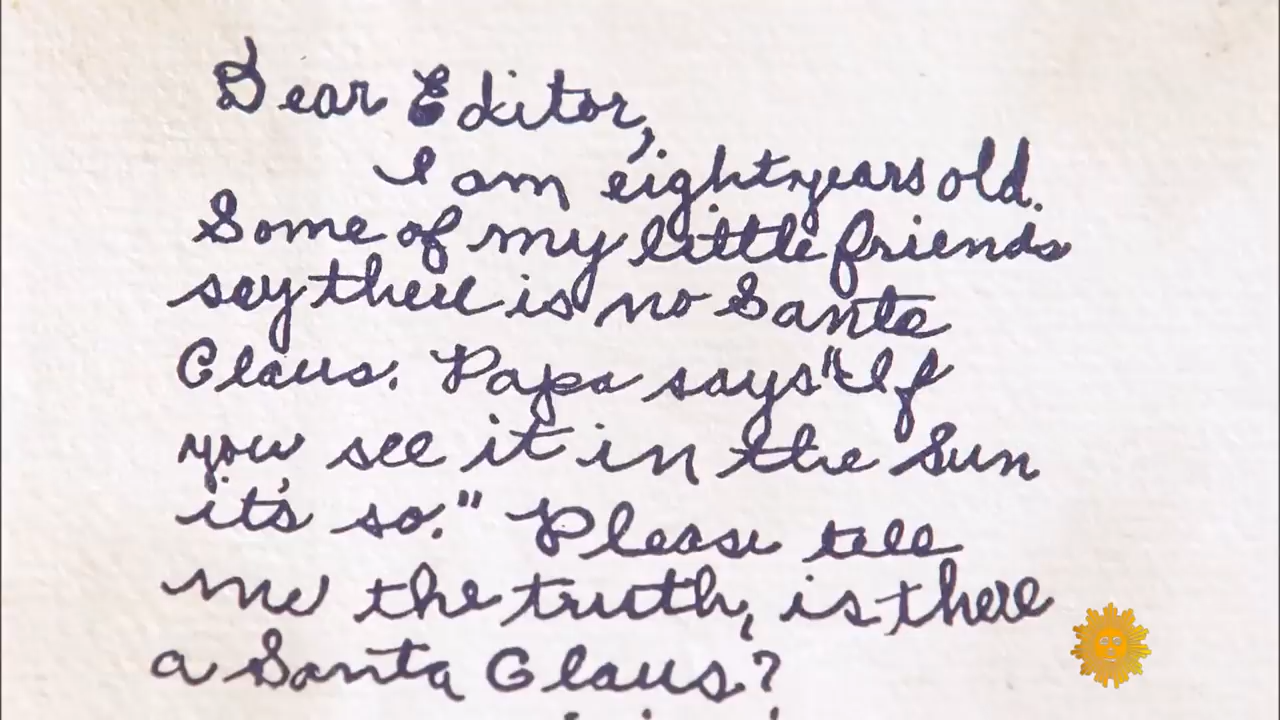 Dear Editor,
I am eight years old.
Some of my little friends
say there is no Santa
Claus. Papa says "If
you see it in the Sun
it's so." Please tell
me the truth, is there
a Santa Claus?